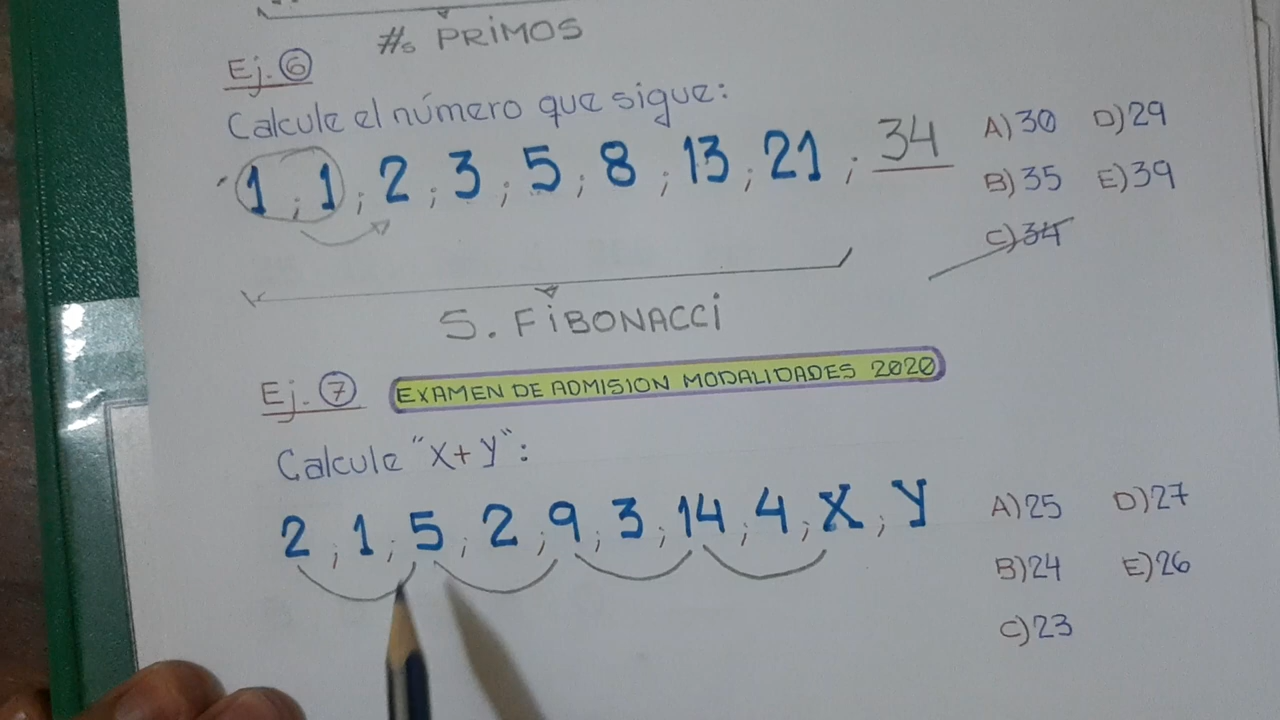 #s PRiMOS
Ej. 6
Calcule el número que sigue:
1 ; 1 ; 2 ; 3 ; 5 ; 8 ; 13 ; 21 ; 34
A) 30 D) 29
B) 35 E) 39
C) 34
S. FiBONACCi
Ej. 7 EXAMEN DE ADMISION MODALIDADES 2020
Calcule "x+y":
2 ; 1 ; 5 ; 2 ; 9 ; 3 ; 14 ; 4 ; X ; Y
A) 25 D) 27
B) 24 E) 26
C) 23